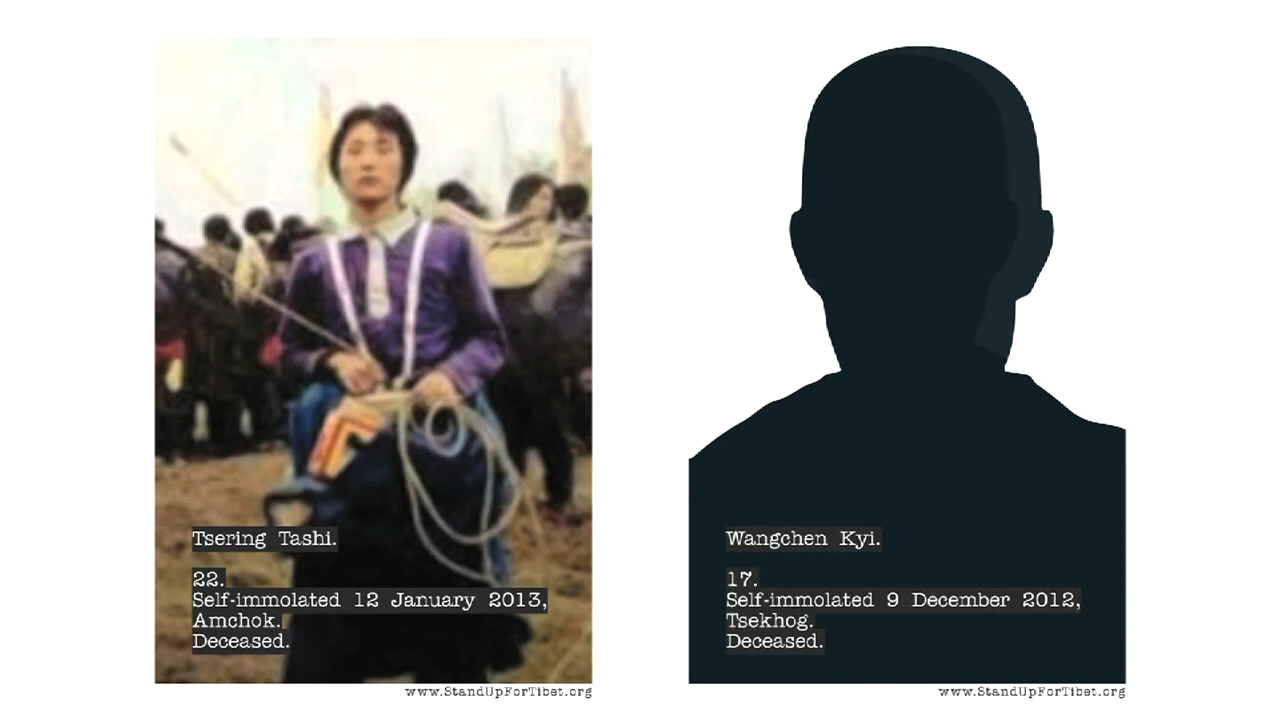 Tsering Tashi.
22.
Self-immolated 12 January 2013,
Amchok.
Deceased.
www.StandUpForTibet.org
Wangchen Kyi.
17.
Self-immolated 9 December 2012,
Tsekhog.
Deceased.
www.StandUpForTibet.org